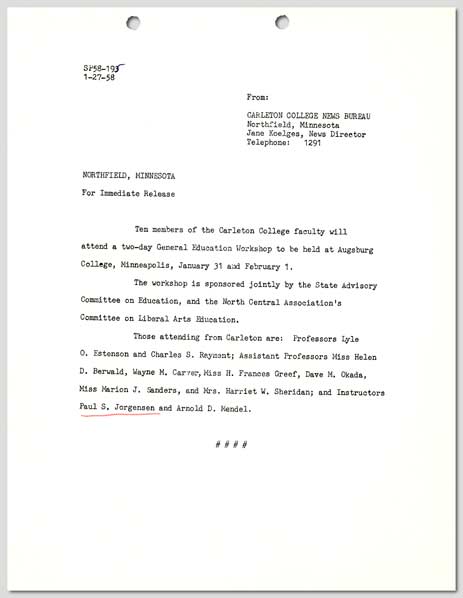 SP58-195
1-27-58
From:
CARLETON COLLEGE NEWS BUREAU
Northfield, Minnesota
Jane Koelges, News Director
Telephone: 1291
NORTHFIELD, MINNESOTA
For Immediate Release
Ten members of the Carleton College faculty will
attend a two-day General Education Workshop to be held at Augsburg
College, Minneapolis, January 31 and February 1.
The workshop is sponsored jointly by the State Advisory
Committee on Education, and the North Central Association's
Committee on Liberal Arts Education.
Those attending from Carleton are: Professors Lyle
O. Estenson and Charles S. Raynent; Assistant Professors Miss Helen
D. Berwald, Wayne M. Carver, Miss H. Frances Greef, Dave M. Okada,
Miss Marion J. Sanders, and Mrs. Harriet W. Sheridan; and Instructors
Paul S. Jorgensen and Arnold D. Mendel.
# # # #